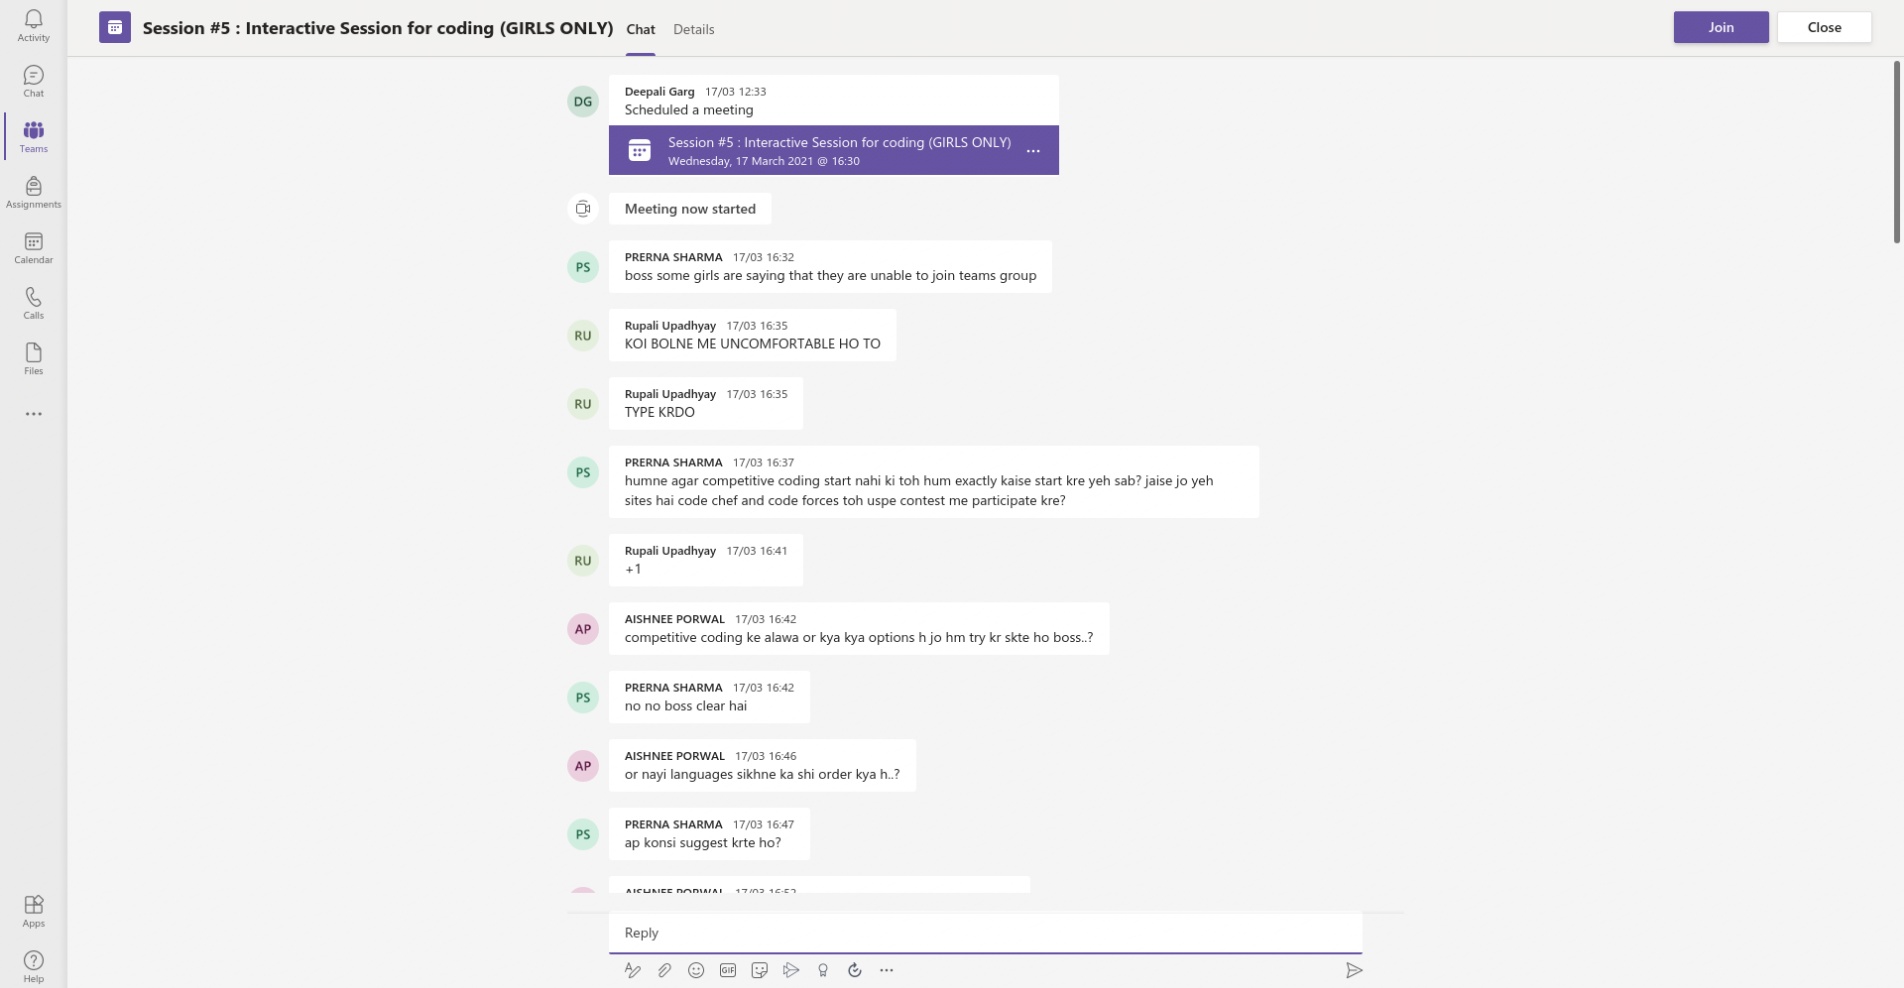 Activity
Chat
Teams
Assignments
Calendar
Calls
Files
Apps
Help
Session #5 : Interactive Session for coding (GIRLS ONLY)
Chat
Details
Join
Close
DG
Deepali Garg 17/03 12:33
Scheduled a meeting
Session #5 : Interactive Session for coding (GIRLS ONLY)
Wednesday, 17 March 2021 @ 16:30
Meeting now started
PS
PRERNA SHARMA 17/03 16:32
boss some girls are saying that they are unable to join teams group
RU
Rupali Upadhyay 17/03 16:35
KOI BOLNE ME UNCOMFORTABLE HO TO
RU
Rupali Upadhyay 17/03 16:35
TYPE KRDO
PS
PRERNA SHARMA 17/03 16:37
humne agar competitive coding start nahi ki toh hum exactly kaise start kre yeh sab? jaise jo yeh
sites hai code chef and code forces toh uspe contest me participate kre?
RU
Rupali Upadhyay 17/03 16:41
+1
AP
AISHNEE PORWAL 17/03 16:42
competitive coding ke alawa or kya kya options h jo hm try kr skte ho boss..?
PS
PRERNA SHARMA 17/03 16:42
no no boss clear hai
AP
AISHNEE PORWAL 17/03 16:46
or nayi languages sikhne ka shi order kya h..?
PS
PRERNA SHARMA 17/03 16:47
ap konsi suggest krte ho?
AISHNEE PORWAL 17/03 16:52
Reply
GIF